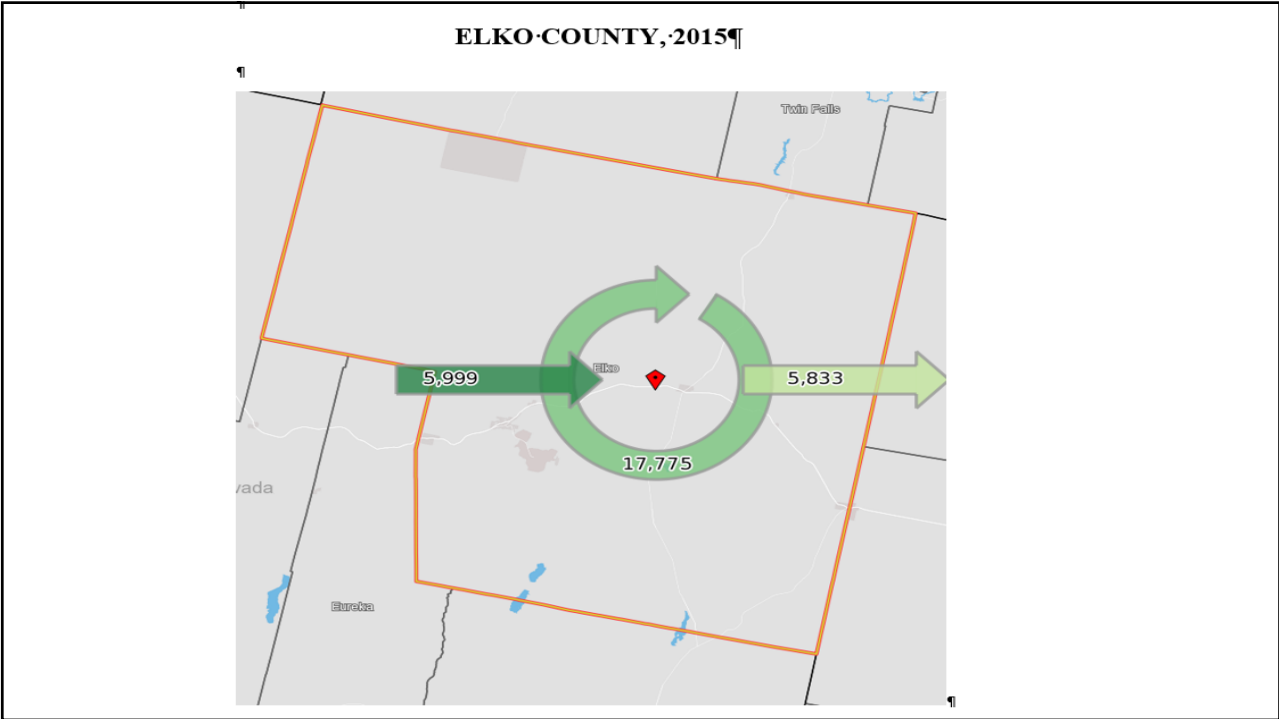 ¶
ELKO·COUNTY,·2015¶
¶
Twin Falls
Elko
5,999
5,833
17,775
vada
Eureka
¶